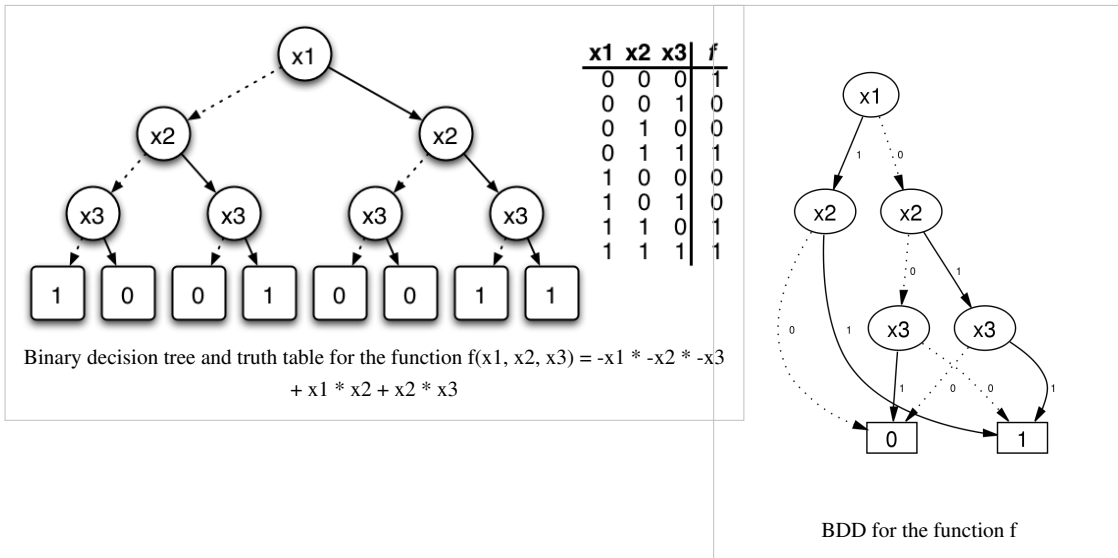 x1
x2 x2
x3 x3 x3 x3
1 0 0 1 0 0 1 1
x1 x2 x3 f
0 0 0 1
0 0 1 0
0 1 0 0
0 1 1 1
1 0 0 0
1 0 1 0
1 1 0 1
1 1 1 1
Binary decision tree and truth table for the function f(x1, x2, x3) = -x1 * -x2 * -x3
+ x1 * x2 + x2 * x3
x1
1 0
x2 x2
0 1
x3 x3
0 1
1 0 0 1
0 1
BDD for the function f